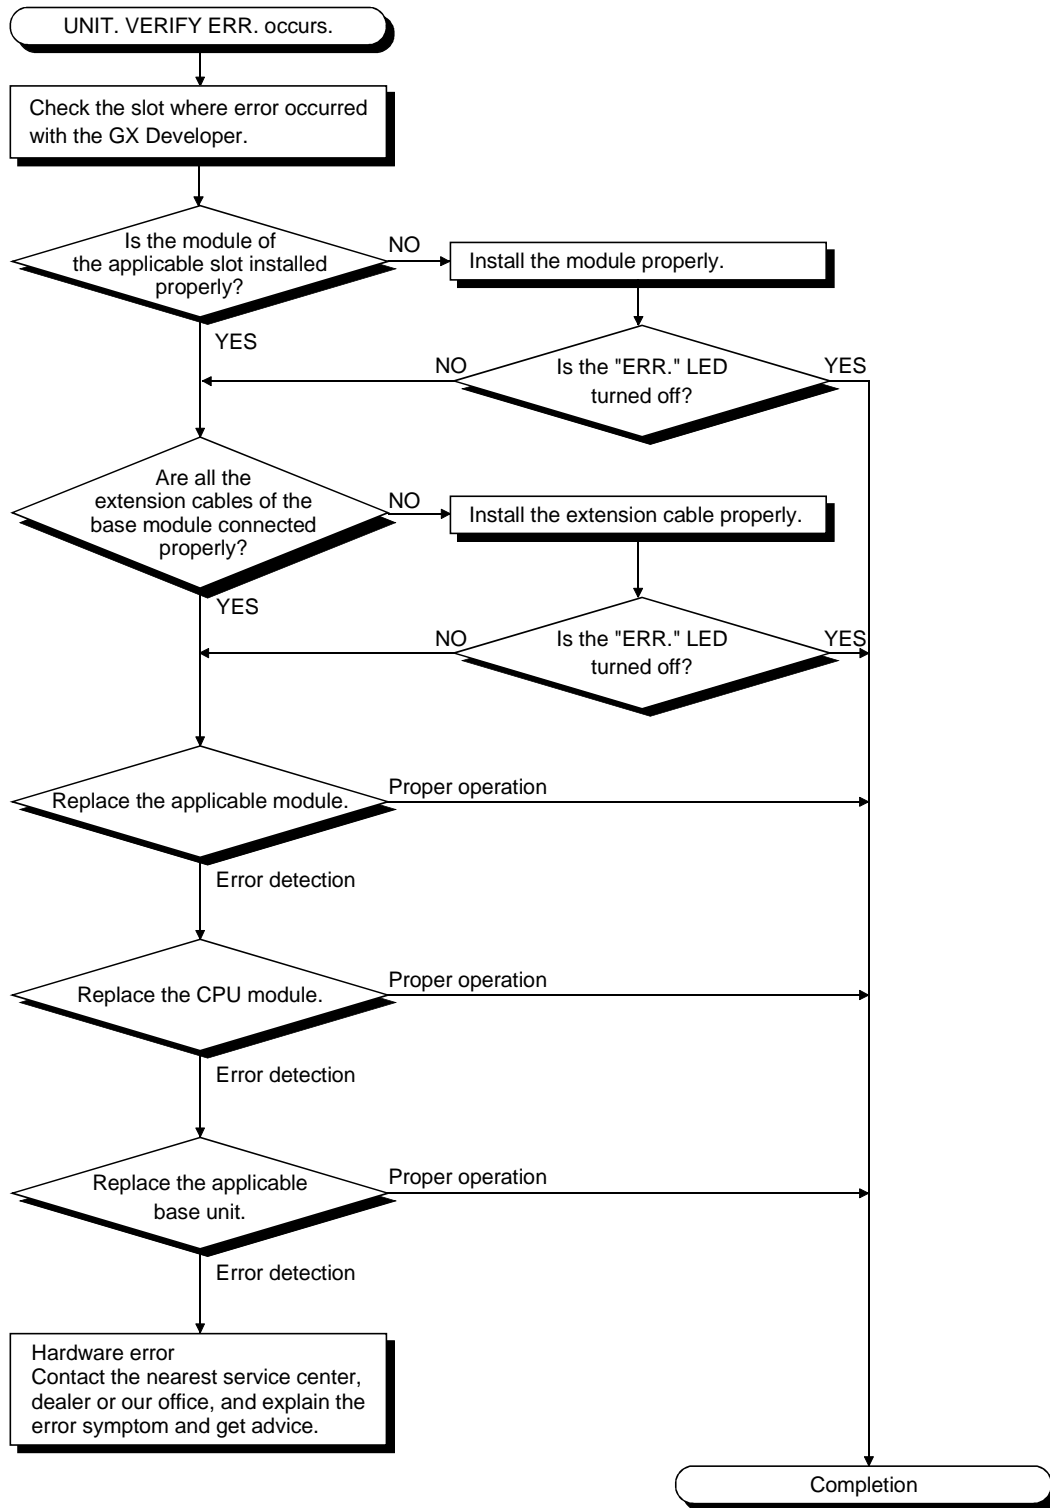 UNIT. VERIFY ERR. occurs.
Check the slot where error occurred
with the GX Developer.
Is the module of
the applicable slot installed
properly?
NO
Install the module properly.
YES
NO
Is the "ERR." LED
turned off?
YES
Are all the
extension cables of the
base module connected
properly?
NO
Install the extension cable properly.
YES
NO
Is the "ERR." LED
turned off?
YES
Replace the applicable module.
Proper operation
Error detection
Replace the CPU module.
Proper operation
Error detection
Replace the applicable
base unit.
Proper operation
Error detection
Hardware error
Contact the nearest service center,
dealer or our office, and explain the
error symptom and get advice.
Completion